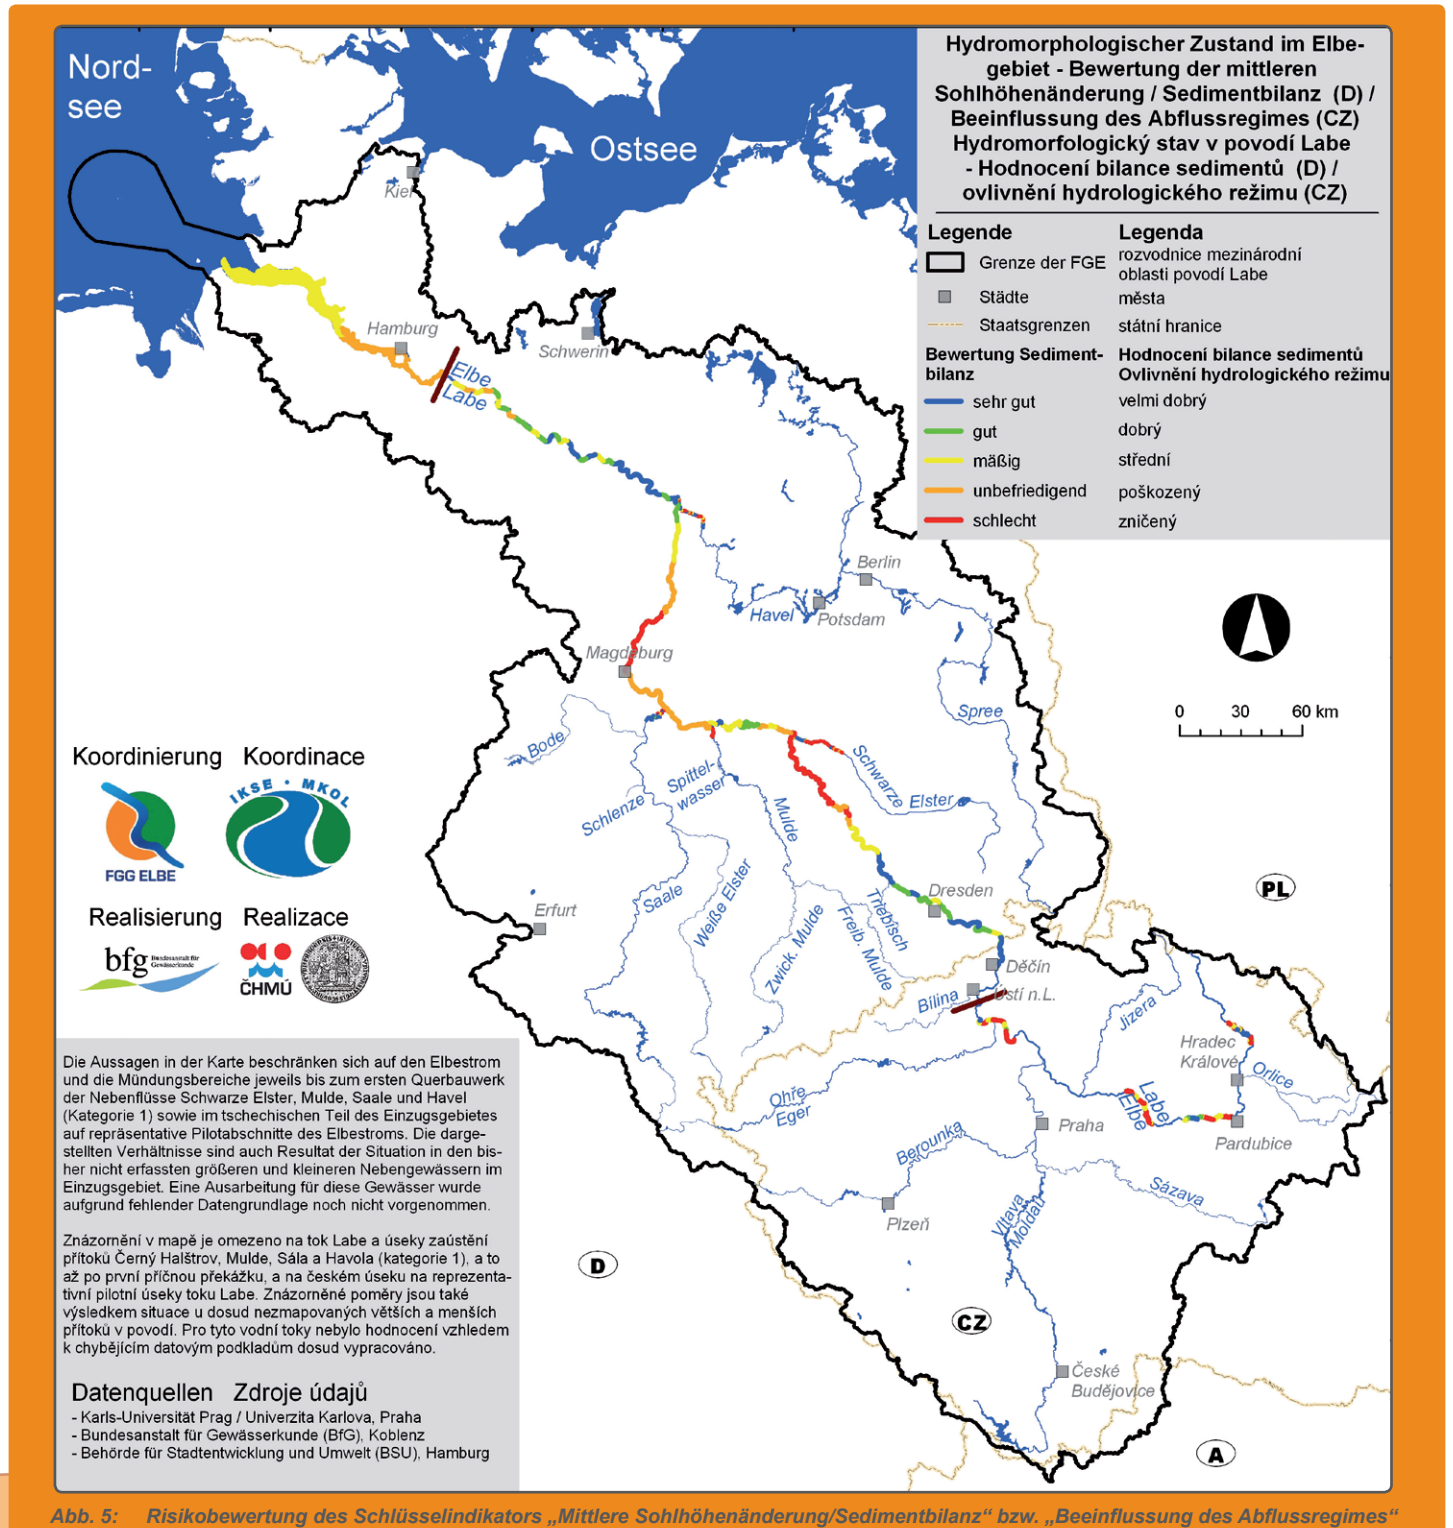 Nord-
see
Ostsee
Kiel
Hamburg
Schwerin
Elbe
Labe
Berlin
Havel
Potsdam
Magdeburg
Spree
Bode
Spittel-
wasser
Schwarze Elster
Schlenze
Mulde
Saale
Weiße Elster
Zwick. Mulde
Freib. Mulde
Triebisch
Dresden
Erfurt
Děčín
Ústí n.L.
Bílina
Jizera
Hradec
Králové
Orlice
Labe
Elbe
Pardubice
Ohře
Eger
Praha
Berounka
Sázava
Plzeň
Vltava
Moldau
České
Budějovice
PL
D
CZ
A
Hydromorphologischer Zustand im Elbe-
gebiet - Bewertung der mittleren
Sohlhöhenänderung / Sedimentbilanz (D) /
Beeinflussung des Abflussregimes (CZ)
Hydromorfologický stav v povodí Labe
- Hodnocení bilance sedimentů (D) /
ovlivnění hydrologického režimu (CZ)
Legende Legenda
Grenze der FGE rozvodnice mezinárodní
oblasti povodí Labe
Städte města
Staatsgrenzen státní hranice
Bewertung Sediment- Hodnocení bilance sedimentů
bilanz Ovlivnění hydrologického režimu
sehr gut velmi dobrý
gut dobrý
mäßig střední
unbefriedigend poškozený
schlecht zničený
0 30 60 km
Koordinierung Koordinace
FGG ELBE
IKSE • MKOL
Realisierung Realizace
bfg Bundesanstalt für
Gewässerkunde
ČHMÚ
Die Aussagen in der Karte beschränken sich auf den Elbestrom
und die Mündungsbereiche jeweils bis zum ersten Querbauwerk
der Nebenflüsse Schwarze Elster, Mulde, Saale und Havel
(Kategorie 1) sowie im tschechischen Teil des Einzugsgebietes
auf repräsentative Pilotabschnitte des Elbestroms. Die darge-
stellten Verhältnisse sind auch Resultat der Situation in den bis-
her nicht erfassten größeren und kleineren Nebengewässern im
Einzugsgebiet. Eine Ausarbeitung für diese Gewässer wurde
aufgrund fehlender Datengrundlage noch nicht vorgenommen.
Znázornění v mapě je omezeno na tok Labe a úseky zaústění
přítoků Černý Halštrov, Mulde, Sála a Havola (kategorie 1), a to
až po první příčnou překážku, a na českém úseku na reprezenta-
tivní pilotní úseky toku Labe. Znázorněné poměry jsou také
výsledkem situace u dosud nezmapovaných větších a menších
přítoků v povodí. Pro tyto vodní toky nebylo hodnocení vzhledem
k chybějícím datovým podkladům dosud vypracováno.
Datenquellen Zdroje údajů
- Karls-Universität Prag / Univerzita Karlova, Praha
- Bundesanstalt für Gewässerkunde (BfG), Koblenz
- Behörde für Stadtentwicklung und Umwelt (BSU), Hamburg
Abb. 5: Risikobewertung des Schlüsselindikators „Mittlere Sohlhöhenänderung/Sedimentbilanz“ bzw. „Beeinflussung des Abflussregimes“